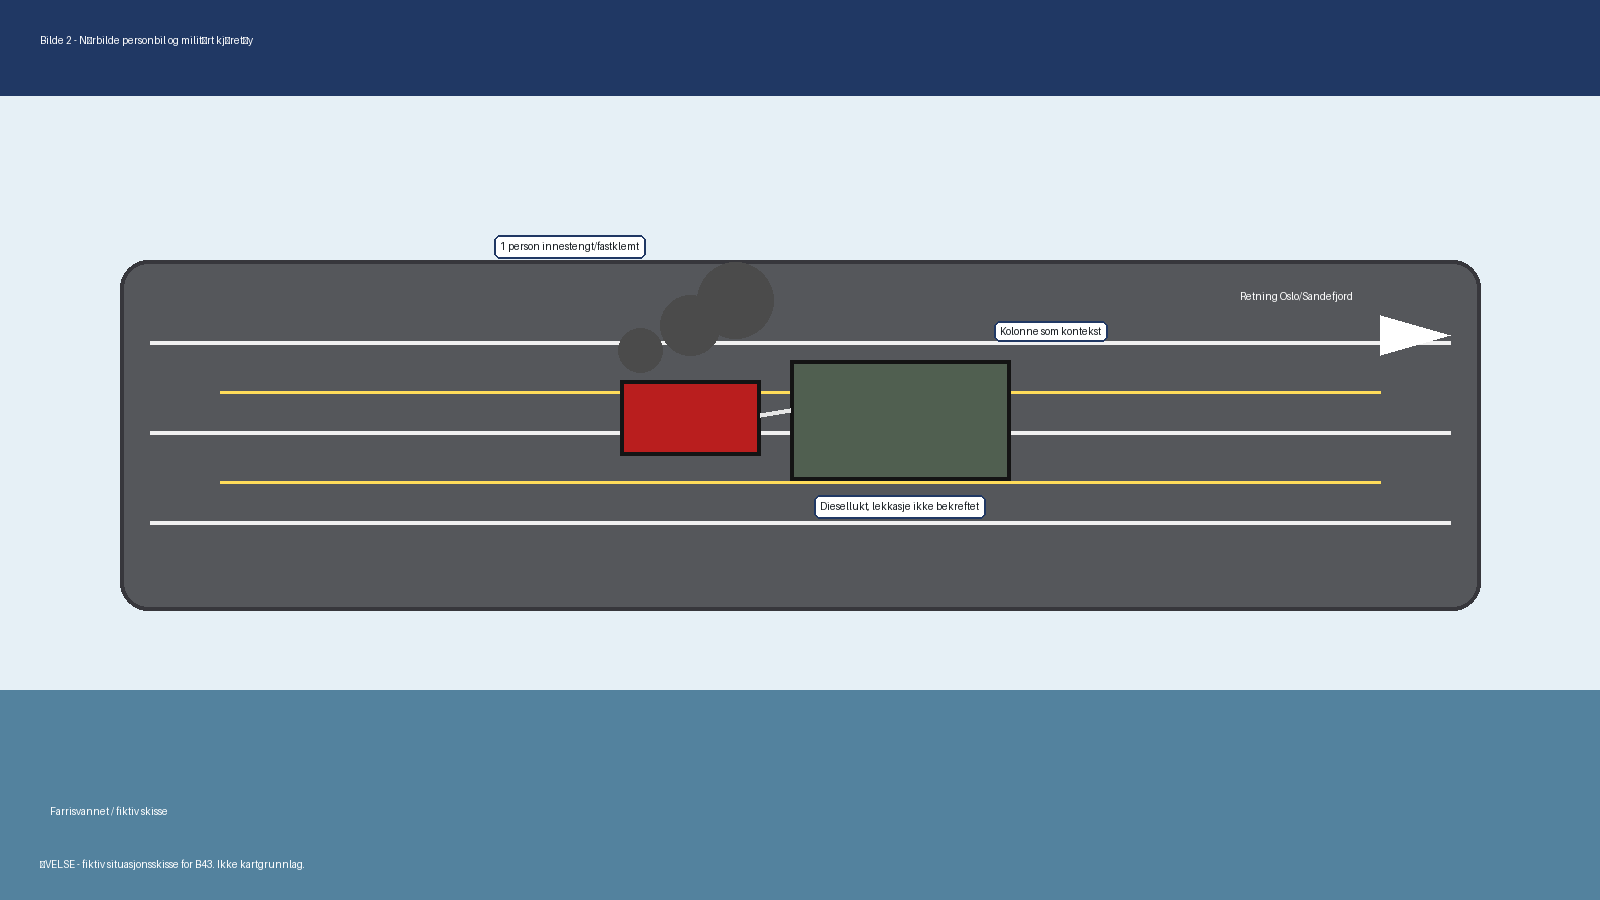 Bilde 2 - N▯rbilde personbil og milit▯rt kj▯ret▯y
1 person innestengt/fastklemt
Retning Oslo/Sandefjord
Kolonne som kontekst
Diesellukt, lekkasje ikke bekreftet
Farrisvannet / fiktiv skisse
▯VELSE - fiktiv situasjonsskisse for B43. Ikke kartgrunnlag.